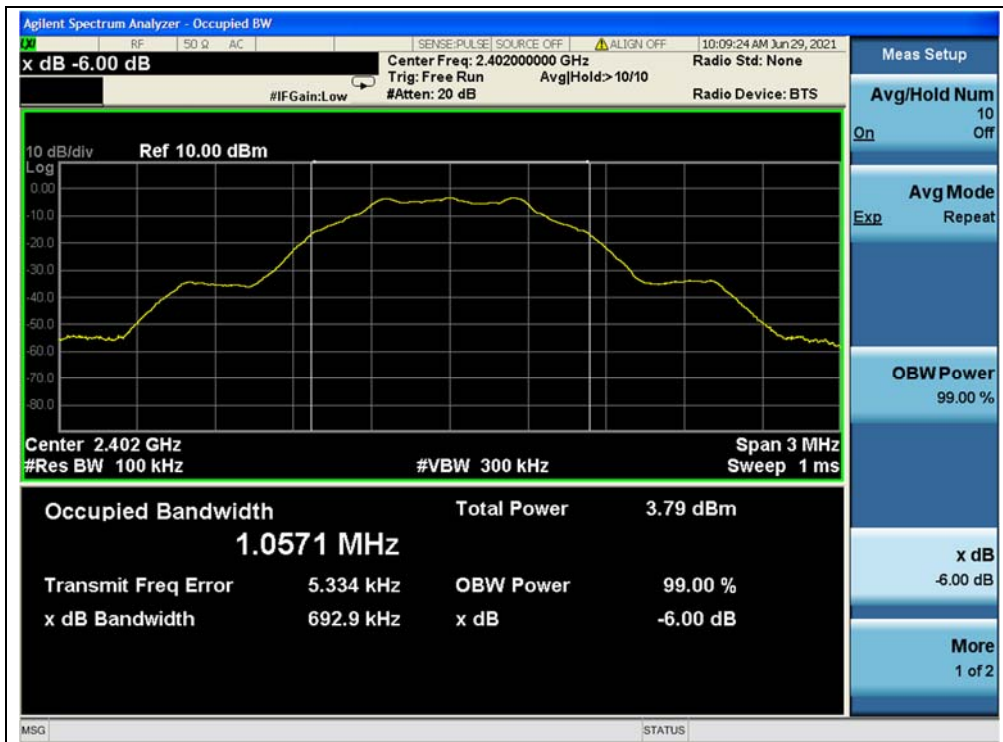 Agilent Spectrum Analyzer - Occupied BW
LXI RF 50 Ω AC SENSE:PULSE SOURCE OFF ALIGN OFF 10:09:24 AM Jun 29, 2021
x dB -6.00 dB
Center Freq: 2.402000000 GHz
Radio Std: None
Trig: Free Run Avg|Hold:> 10/10
#IFGain:Low #Atten: 20 dB Radio Device: BTS
10 dB/div Ref 10.00 dBm
Log
0.00
-10.0
-20.0
-30.0
-40.0
-50.0
-60.0
-70.0
-80.0
Center 2.402 GHz Span 3 MHz
#Res BW 100 kHz #VBW 300 kHz Sweep 1 ms
Occupied Bandwidth Total Power 3.79 dBm
1.0571 MHz
Transmit Freq Error 5.334 kHz OBW Power 99.00 %
x dB Bandwidth 692.9 kHz x dB -6.00 dB
Meas Setup
Avg/Hold Num
10
On Off
Avg Mode
Exp Repeat
OBW Power
99.00 %
x dB
-6.00 dB
More
1 of 2
MSG STATUS